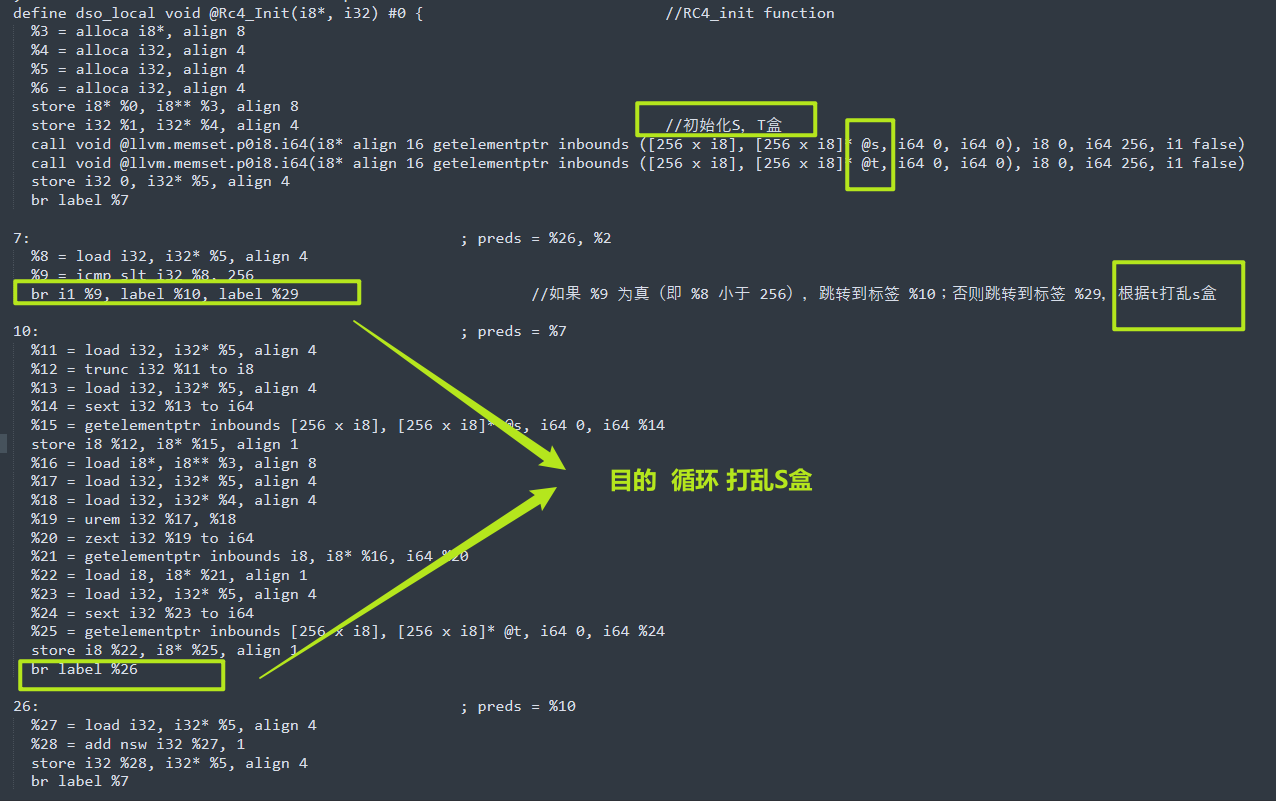 define dso_local void @Rc4_Init(i8*, i32) #0 { //RC4_init function
%3 = alloca i8*, align 8
%4 = alloca i32, align 4
%5 = alloca i32, align 4
%6 = alloca i32, align 4
store i8* %0, i8** %3, align 8
store i32 %1, i32* %4, align 4 //初始化S, T盒
call void @llvm.memset.p0i8.i64(i8* align 16 getelementptr inbounds ([256 x i8], [256 x i8]* @s, i64 0, i64 0), i8 0, i64 256, i1 false)
call void @llvm.memset.p0i8.i64(i8* align 16 getelementptr inbounds ([256 x i8], [256 x i8]* @t, i64 0, i64 0), i8 0, i64 256, i1 false)
store i32 0, i32* %5, align 4
br label %7
7: ; preds = %26, %2
%8 = load i32, i32* %5, align 4
%9 = icmp slt i32 %8, 256
br i1 %9, label %10, label %29 //如果 %9 为真（即 %8 小于 256），跳转到标签 %10；否则跳转到标签 %29, 根据t打乱s盒
10: ; preds = %7
%11 = load i32, i32* %5, align 4
%12 = trunc i32 %11 to i8
%13 = load i32, i32* %5, align 4
%14 = sext i32 %13 to i64
%15 = getelementptr inbounds [256 x i8], [256 x i8]* @s, i64 0, i64 %14
store i8 %12, i8* %15, align 1
%16 = load i8*, i8** %3, align 8
%17 = load i32, i32* %5, align 4
目的 循环 打乱S盒
%18 = load i32, i32* %4, align 4
%19 = urem i32 %17, %18
%20 = zext i32 %19 to i64
%21 = getelementptr inbounds i8, i8* %16, i64 %20
%22 = load i8, i8* %21, align 1
%23 = load i32, i32* %5, align 4
%24 = sext i32 %23 to i64
%25 = getelementptr inbounds [256 x i8], [256 x i8]* @t, i64 0, i64 %24
store i8 %22, i8* %25, align 1
br label %26
26: ; preds = %10
%27 = load i32, i32* %5, align 4
%28 = add nsw i32 %27, 1
store i32 %28, i32* %5, align 4
br label %7